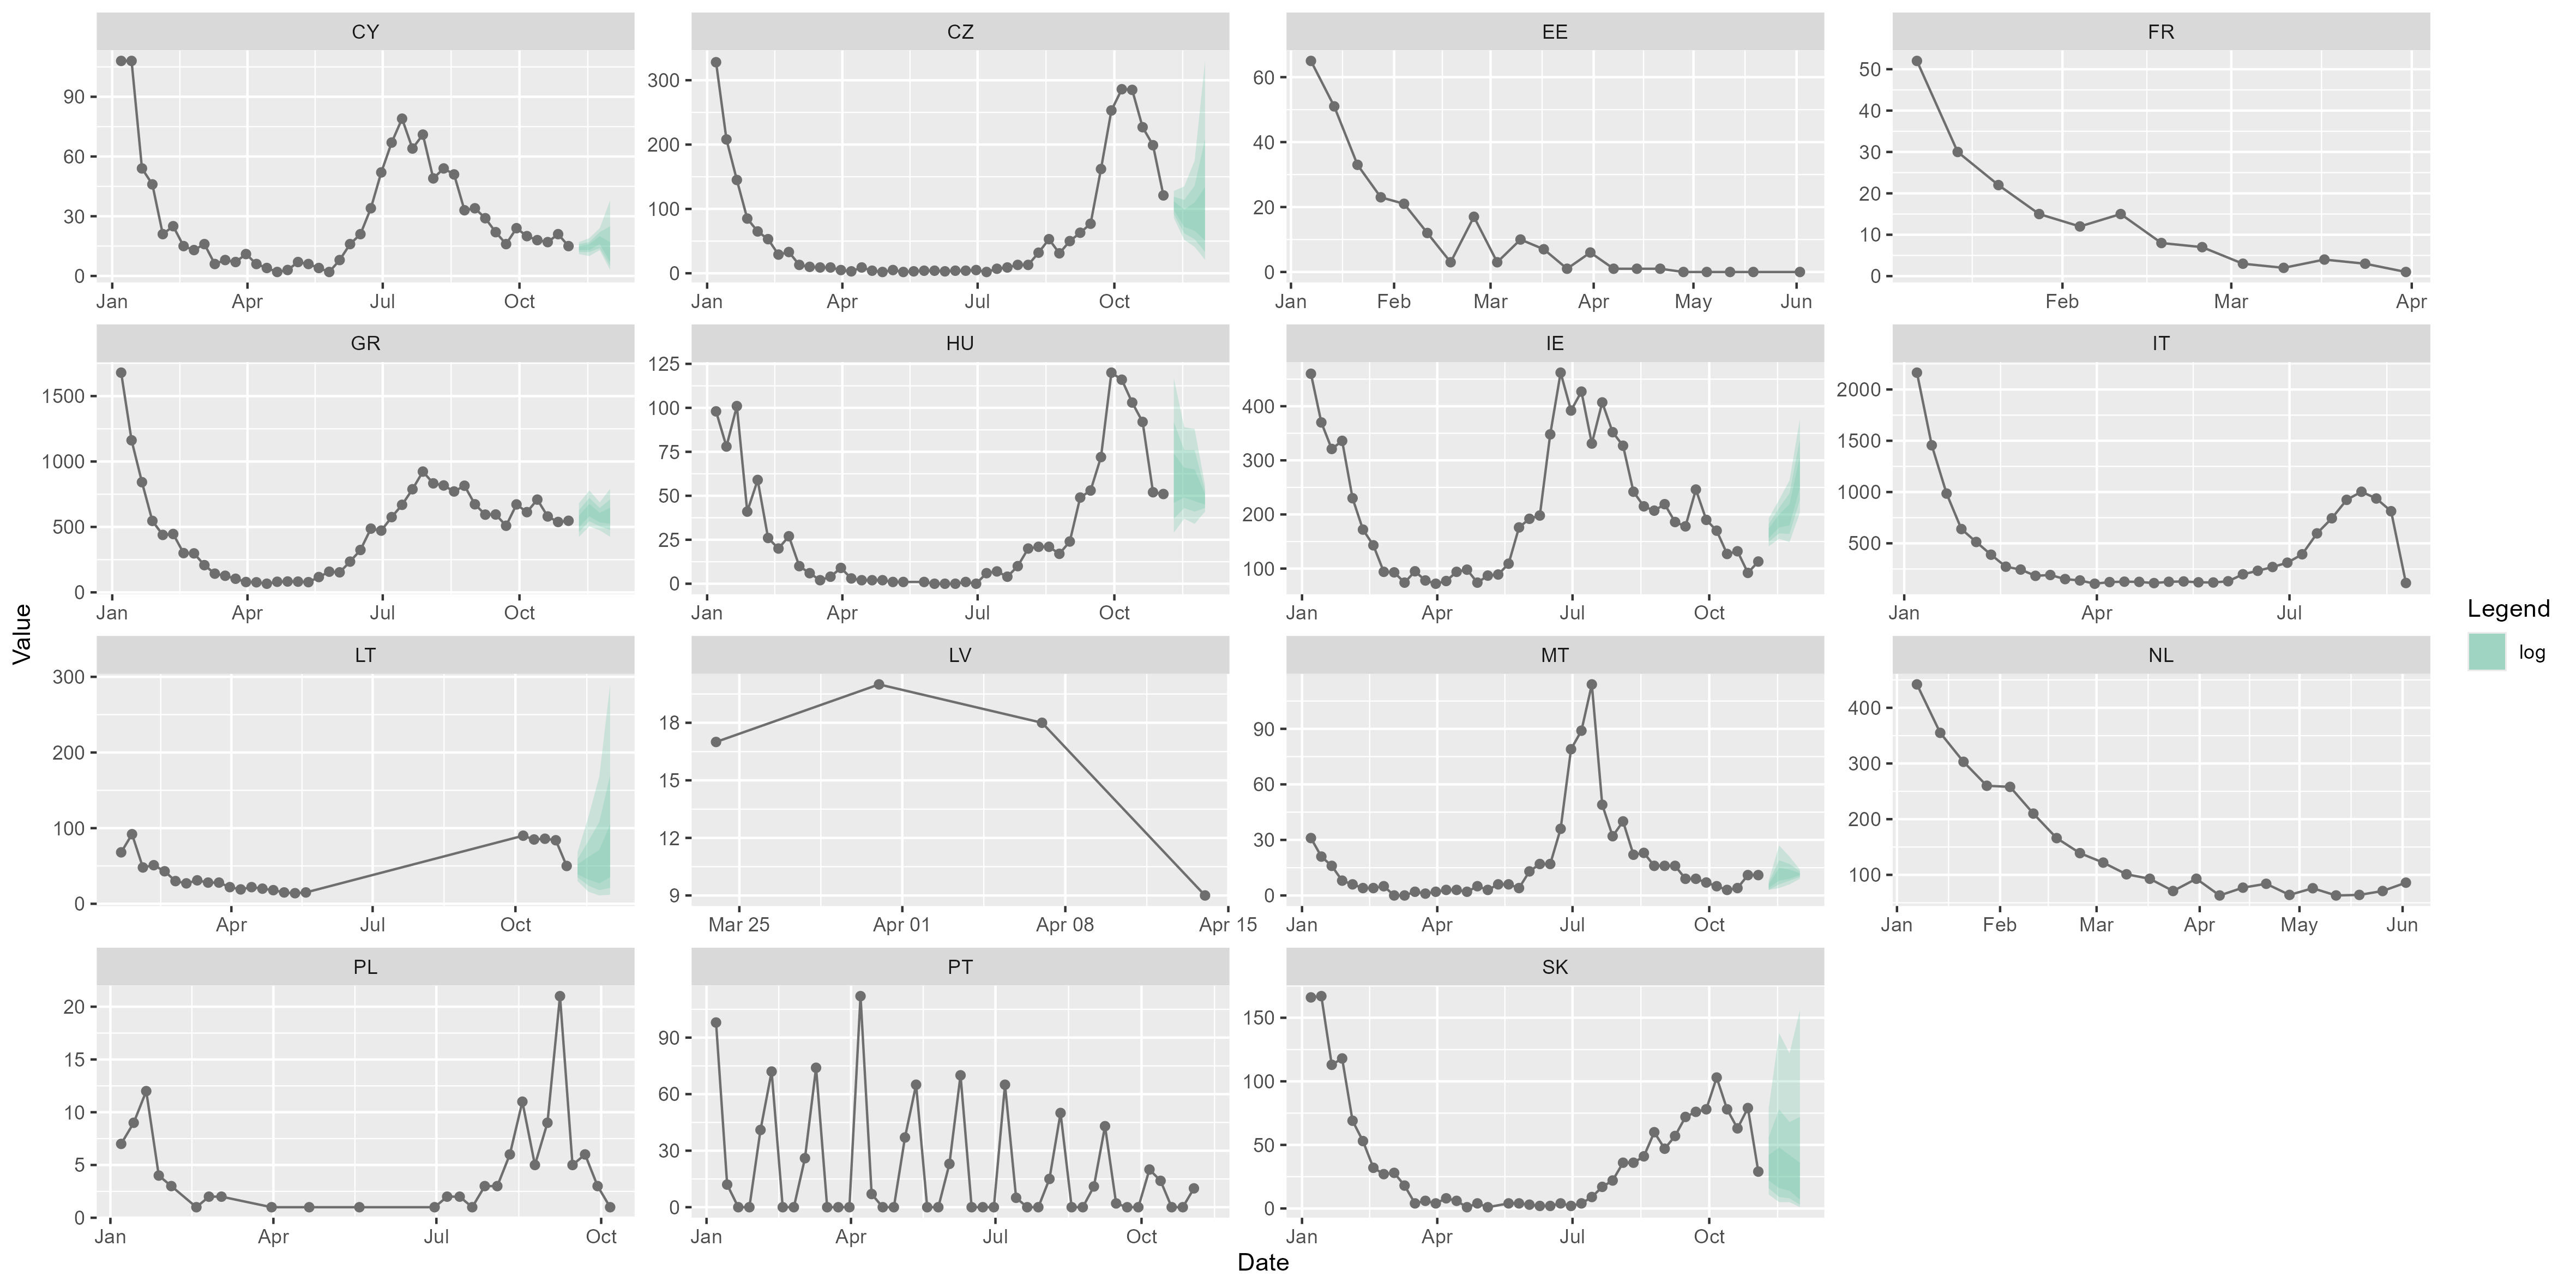 CY CZ EE FR
90
60
30
0
Jan Apr Jul Oct
300
200
100
0
Jan Apr Jul Oct
60
40
20
0
Jan Feb Mar Apr May Jun
50
40
30
20
10
0
Feb Mar Apr
GR HU IE IT
1500
1000
500
0
Jan Apr Jul Oct
125
100
75
50
25
0
Jan Apr Jul Oct
400
300
200
100
Jan Apr Jul Oct
2000
1500
1000
500
Jan Apr Jul
LT LV MT NL
300
200
100
0
Apr Jul Oct
18
15
12
9
Mar 25 Apr 01 Apr 08 Apr 15
90
60
30
0
Jan Apr Jul Oct
400
300
200
100
Jan Feb Mar Apr May Jun
PL PT SK
20
15
10
5
0
Jan Apr Jul Oct
90
60
30
0
Jan Apr Jul Oct
150
100
50
0
Jan Apr Jul Oct
Value
Date
Legend
log